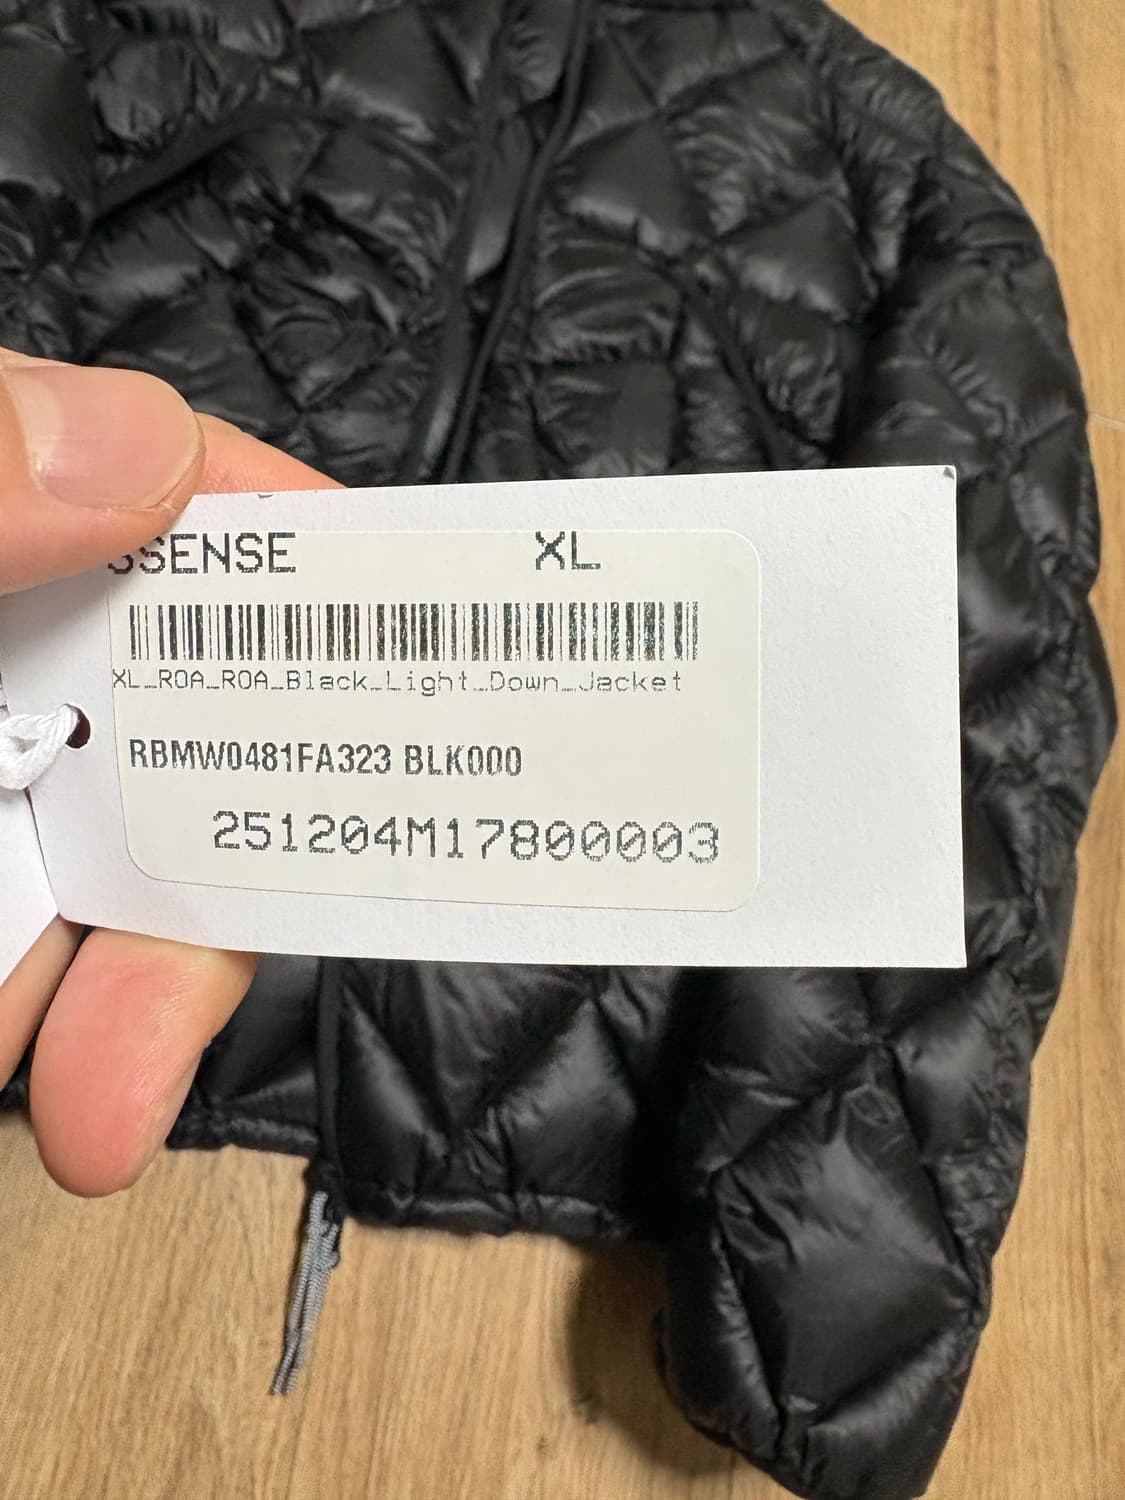 SSENSE XL
XL_ROA_ROA_Black_Light_Down_Jacket
RBMW0481FA323 BLK000
251204M17800003